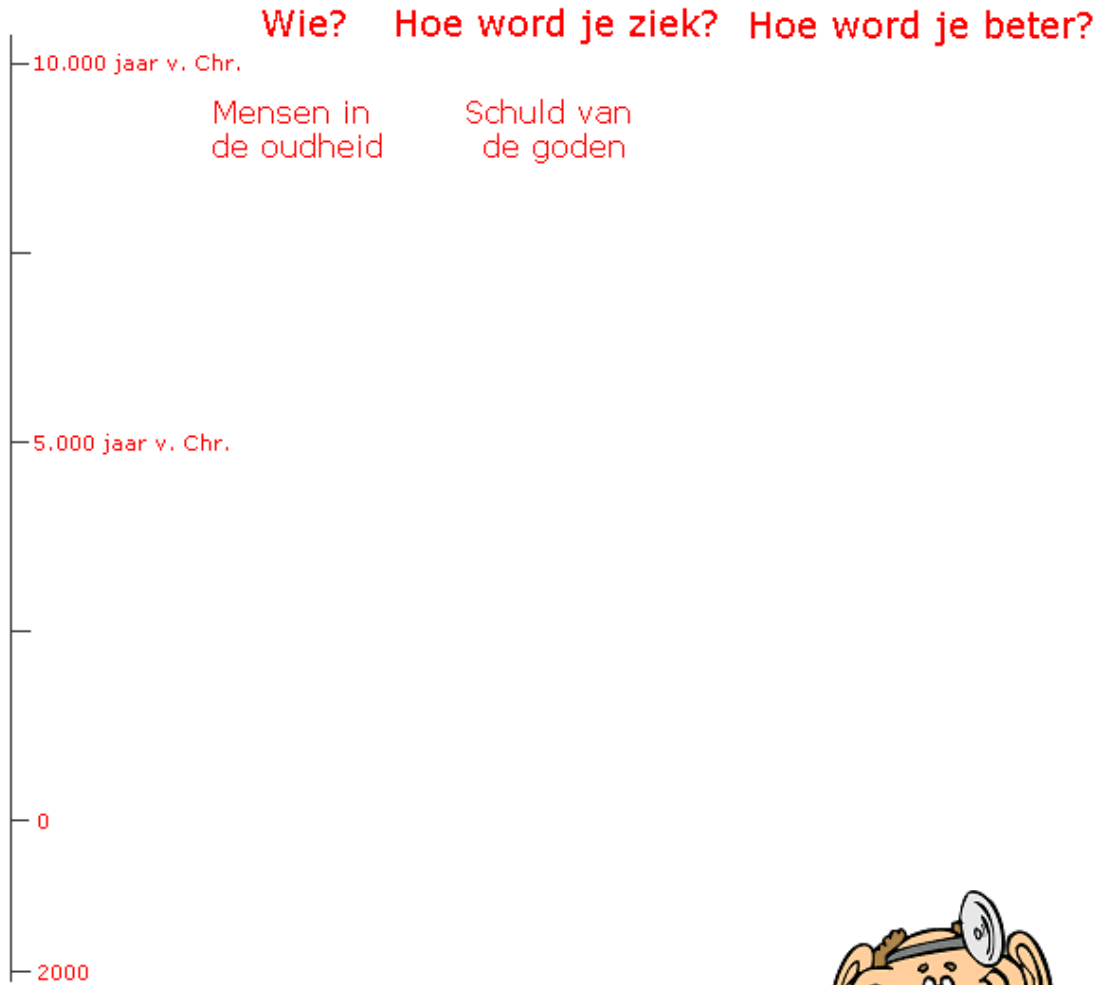 Wie? Hoe word je ziek? Hoe word je beter?
10.000 jaar v. Chr.
Mensen in
de oudheid
Schuld van
de goden
5.000 jaar v. Chr.
0
2000